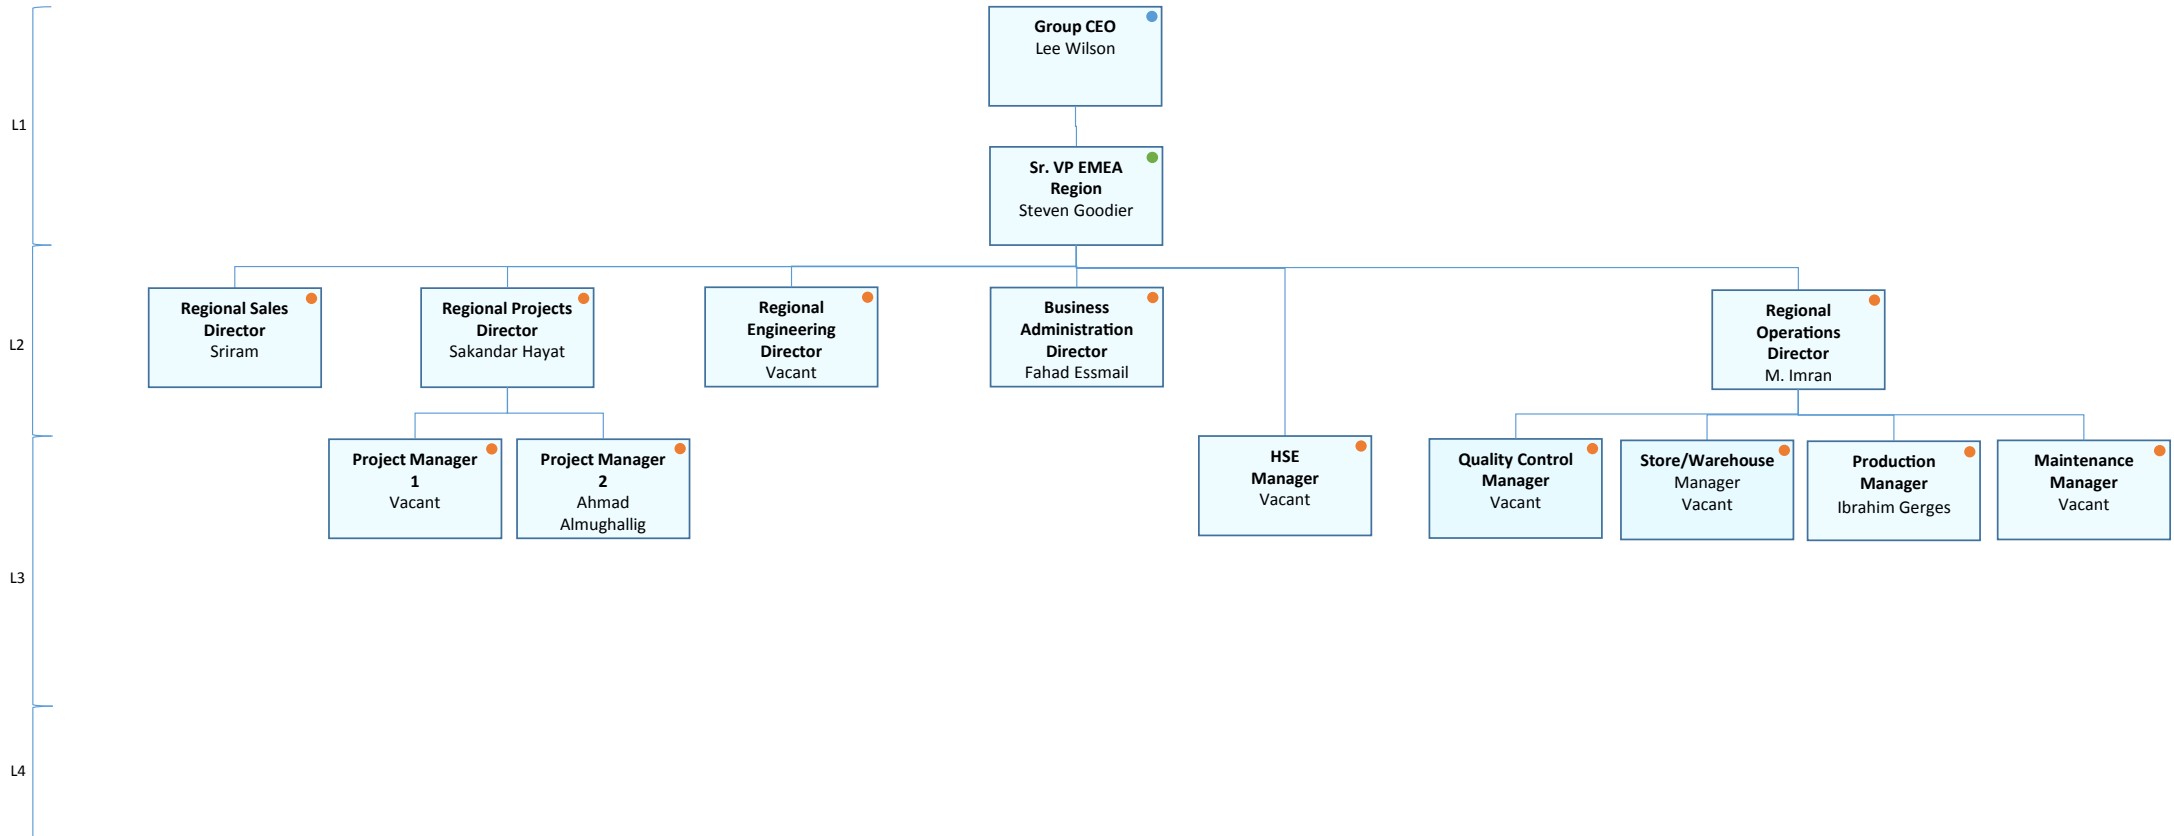 Group CEO
Lee Wilson
L1
Sr. VP EMEA
Region
Steven Goodier
L2
Regional Sales
Director
Sriram
Regional Projects
Director
Sakandar Hayat
Regional
Engineering
Director
Vacant
Business
Administration
Director
Fahad Essmail
Regional
Operations
Director
M. Imran
Project Manager
1
Vacant
Project Manager
2
Ahmad
Almughallig
HSE
Manager
Vacant
Quality Control
Manager
Vacant
Store/Warehouse
Manager
Vacant
Production
Manager
Ibrahim Gerges
Maintenance
Manager
Vacant
L3
L4